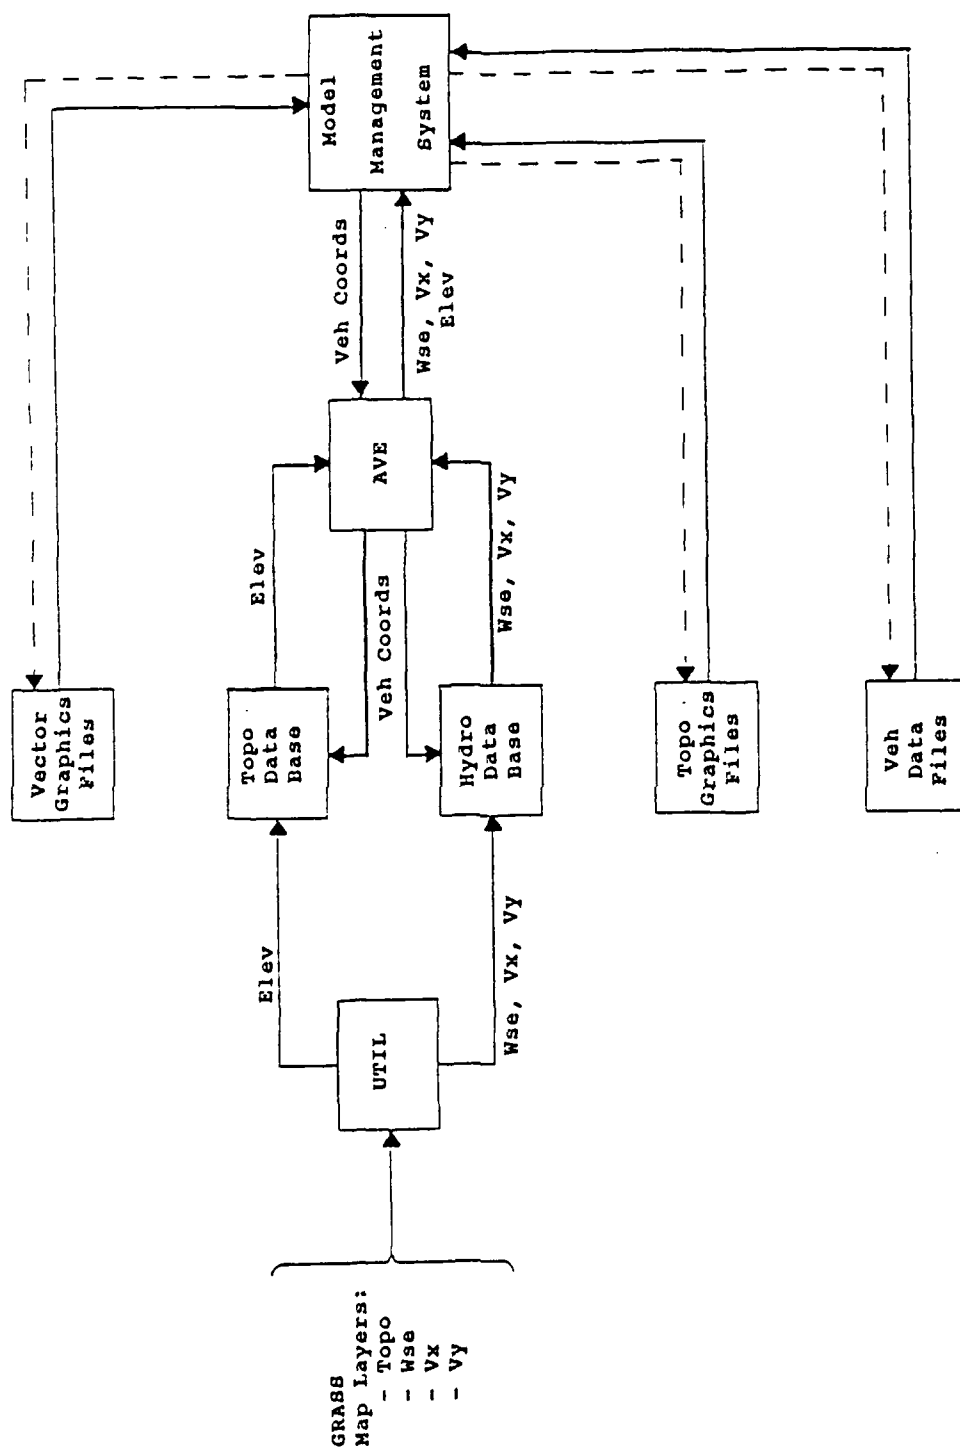 GRASS
Map Layers:
- Topo
- Wse
- Vx
- Vy
UTIL
Elev
Wse, Vx, Vy
Vector
Graphics
Files
Topo
Data
Base
Hydro
Data
Base
Topo
Graphics
Files
Veh
Data
Files
Elev
Veh Coords
Wse, Vx, Vy
AVE
Veh Coords
Wse, Vx, Vy
Elev
Model
Management
System